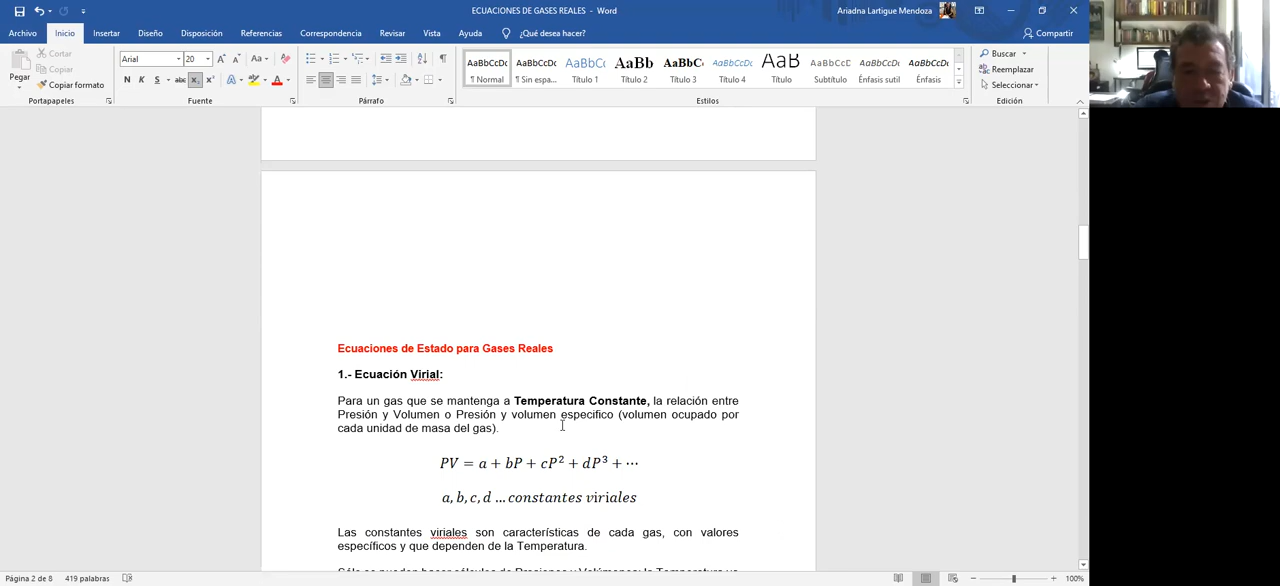 ECUACIONES DE GASES REALES - Word
Ariadna Lartigue Mendoza
Archivo Inicio Insertar Diseño Disposición Referencias Correspondencia Revisar Vista Ayuda ¿Qué desea hacer? Compartir
Pegar
Cortar
Copiar
Copiar formato
Portapapeles
Arial 20
N K S abc x₂ x²
Fuente
Párrafo
AaBbCcDc AaBbCcDc AaBbCc AaBb AaBbC AaBbCcDc AaB AaBbCcD AaBbCcDc AaBbCcDc
¶ Normal ¶ Sin espa... Título 1 Título 2 Título 3 Título 4 Título Subtítulo Énfasis sutil Énfasis
Estilos
Buscar
Reemplazar
Seleccionar
Edición
Ecuaciones de Estado para Gases Reales
1.- Ecuación Virial:
Para un gas que se mantenga a Temperatura Constante, la relación entre
Presión y Volumen o Presión y volumen especifico (volumen ocupado por
cada unidad de masa del gas).
PV = a + bP + cP² + dP³ + ⋯
a, b, c, d … constantes viriales
Las constantes viriales son características de cada gas, con valores
específicos y que dependen de la Temperatura.
Página 2 de 8 419 palabras 100%